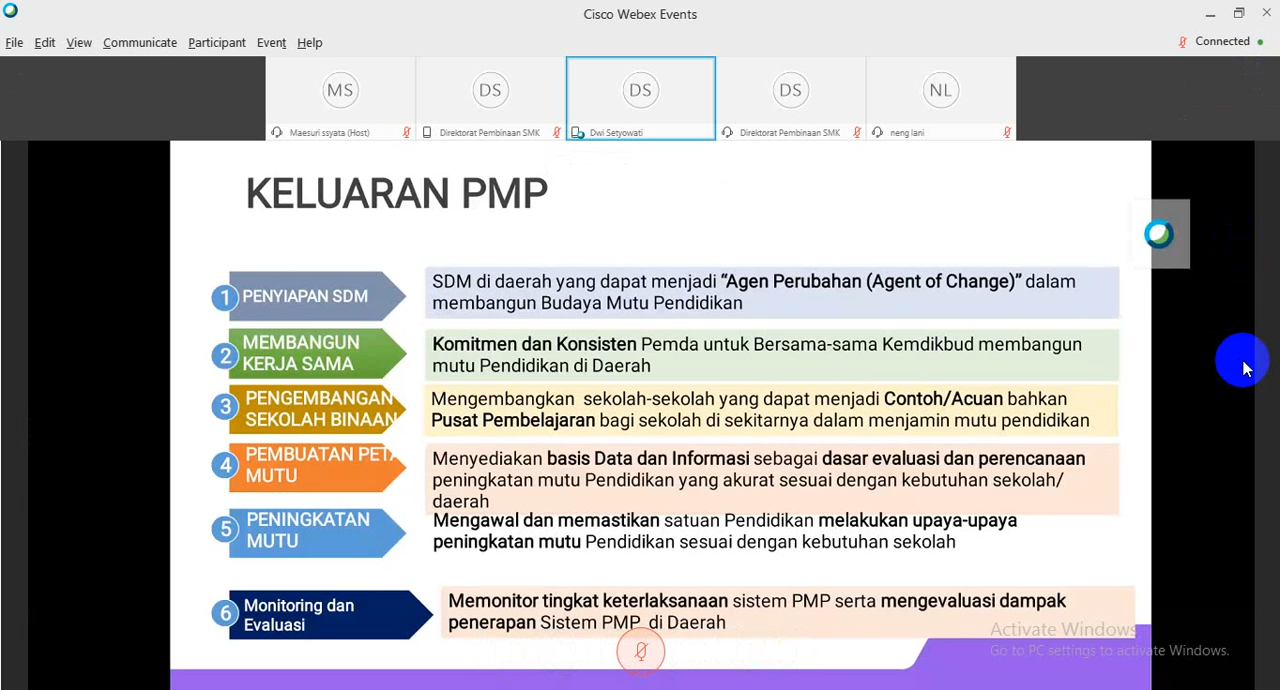 Cisco Webex Events
File Edit View Communicate Participant Event Help
Connected
MS
DS
DS
DS
NL
Maesuri ssyata (Host)
Direktorat Pembinaan SMK
Dwi Setyowati
Direktorat Pembinaan SMK
neng lani
KELUARAN PMP
1 PENYIAPAN SDM
SDM di daerah yang dapat menjadi “Agen Perubahan (Agent of Change)” dalam
membangun Budaya Mutu Pendidikan
2 MEMBANGUN
KERJA SAMA
Komitmen dan Konsisten Pemda untuk Bersama-sama Kemdikbud membangun
mutu Pendidikan di Daerah
3 PENGEMBANGAN
SEKOLAH BINAAN
Mengembangkan sekolah-sekolah yang dapat menjadi Contoh/Acuan bahkan
Pusat Pembelajaran bagi sekolah di sekitarnya dalam menjamin mutu pendidikan
4 PEMBUATAN PETA
MUTU
Menyediakan basis Data dan Informasi sebagai dasar evaluasi dan perencanaan
peningkatan mutu Pendidikan yang akurat sesuai dengan kebutuhan sekolah/
daerah
5 PENINGKATAN
MUTU
Mengawal dan memastikan satuan Pendidikan melakukan upaya-upaya
peningkatan mutu Pendidikan sesuai dengan kebutuhan sekolah
6 Monitoring dan
Evaluasi
Memonitor tingkat keterlaksanaan sistem PMP serta mengevaluasi dampak
penerapan Sistem PMP di Daerah
Activate Windows
Go to PC settings to activate Windows.